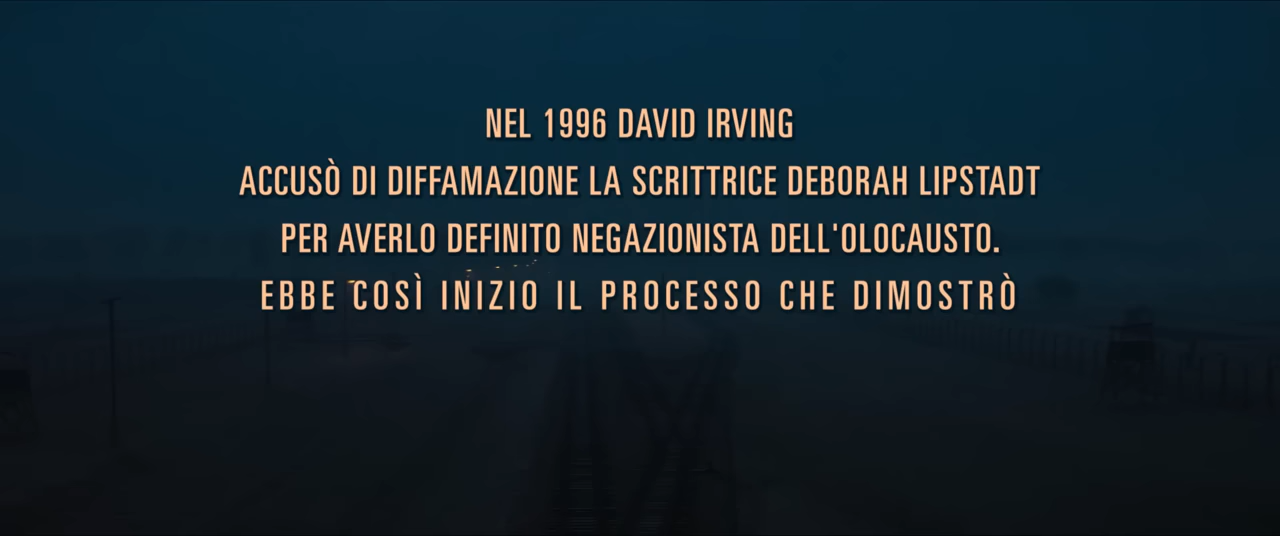 NEL 1996 DAVID IRVING
ACCUSÒ DI DIFFAMAZIONE LA SCRITTRICE DEBORAH LIPSTADT
PER AVERLO DEFINITO NEGAZIONISTA DELL'OLOCAUSTO.
EBBE COSÌ INIZIO IL PROCESSO CHE DIMOSTRÒ